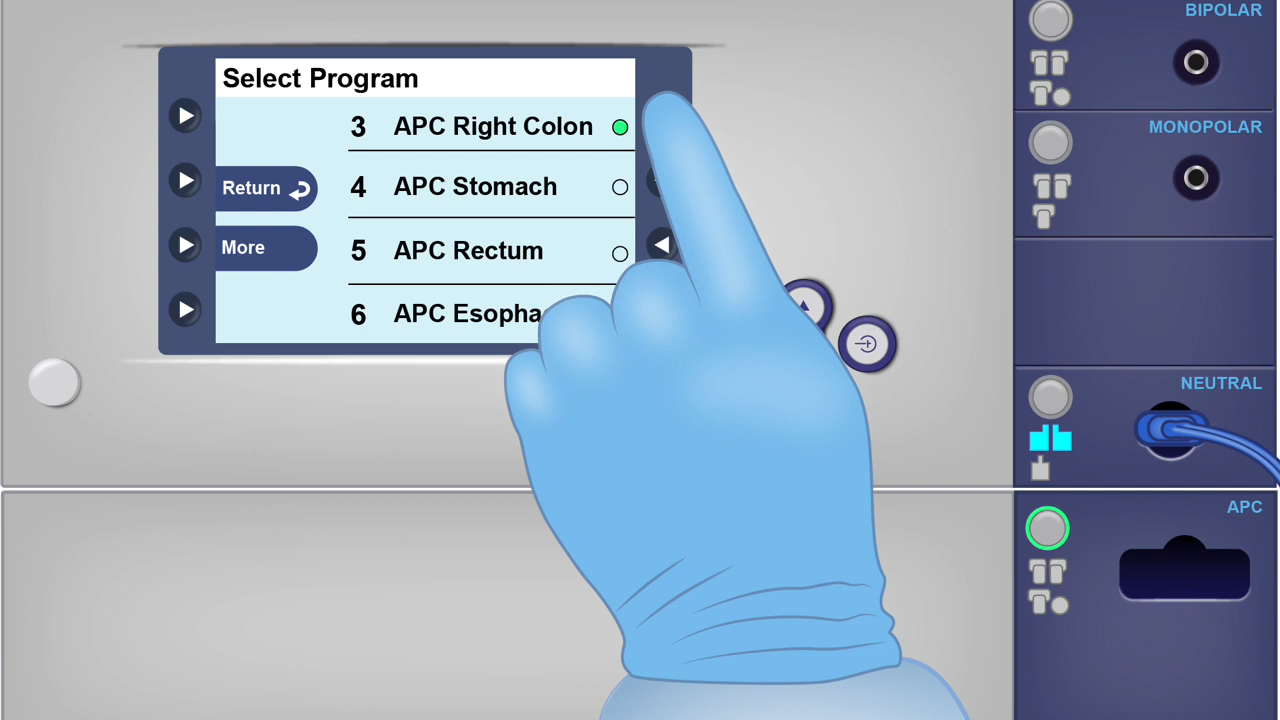 Select Program
3 APC Right Colon
4 APC Stomach
Return
5 APC Rectum
More
6 APC Esopha
BIPOLAR
MONOPOLAR
NEUTRAL
APC